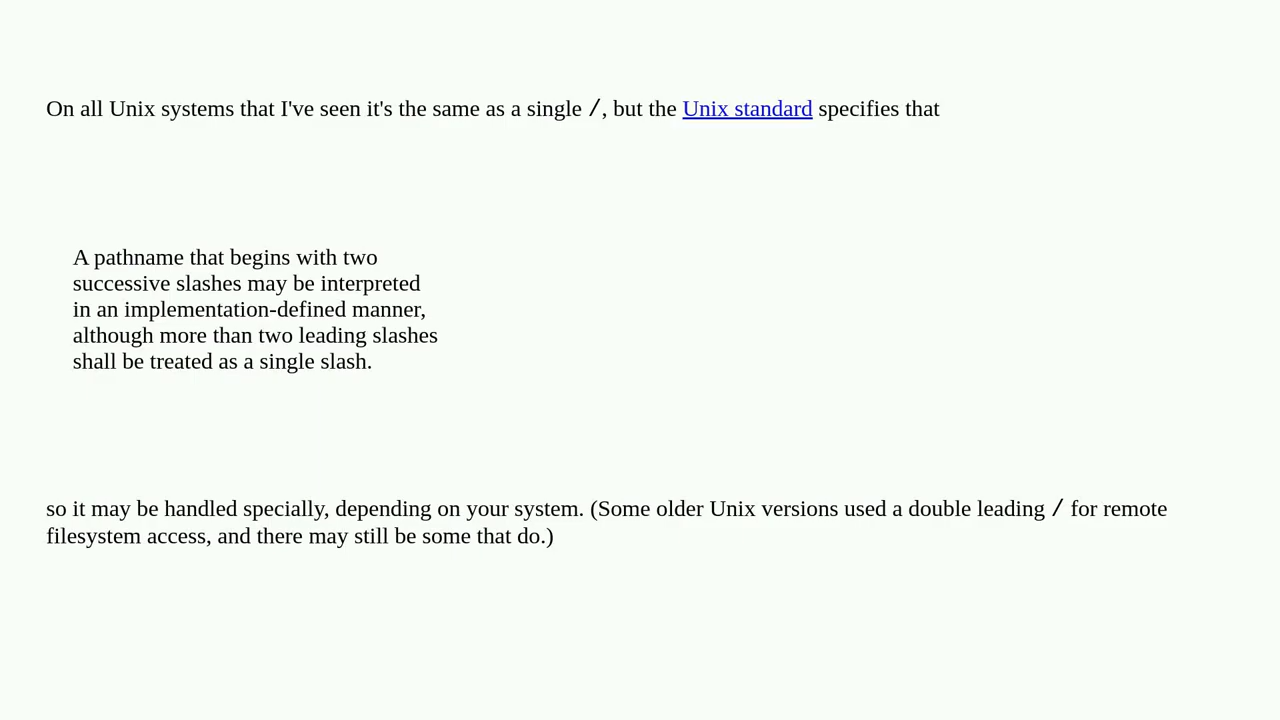 On all Unix systems that I've seen it's the same as a single /, but the Unix standard specifies that
A pathname that begins with two
successive slashes may be interpreted
in an implementation-defined manner,
although more than two leading slashes
shall be treated as a single slash.
so it may be handled specially, depending on your system. (Some older Unix versions used a double leading / for remote
filesystem access, and there may still be some that do.)